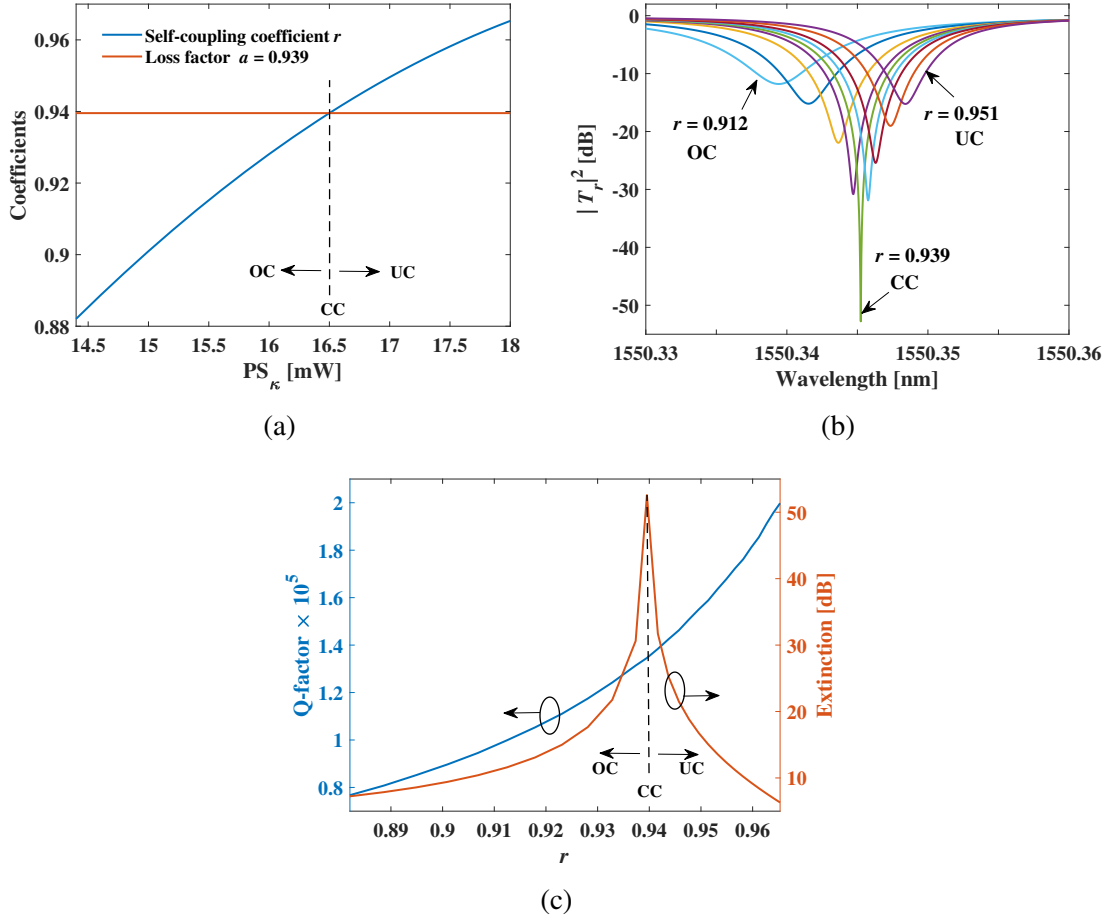 (a)
Coefficients
0.96
0.94
0.92
0.9
0.88
Self-coupling coefficient r
Loss factor a = 0.939
OC
UC
CC
14.5 15 15.5 16 16.5 17 17.5 18
PSκ [mW]
(b)
|Tr|² [dB]
0
-10
-20
-30
-40
-50
r = 0.912
OC
r = 0.951
UC
r = 0.939
CC
1550.33 1550.34 1550.35 1550.36
Wavelength [nm]
(c)
Q-factor × 10⁵
2
1.8
1.6
1.4
1.2
1
0.8
OC
UC
CC
50
40
30
20
10
Extinction [dB]
0.89 0.9 0.91 0.92 0.93 0.94 0.95 0.96
r